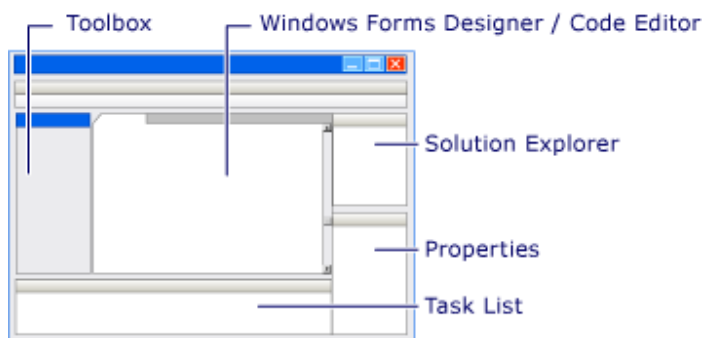 Toolbox
Windows Forms Designer / Code Editor
Solution Explorer
Properties
Task List